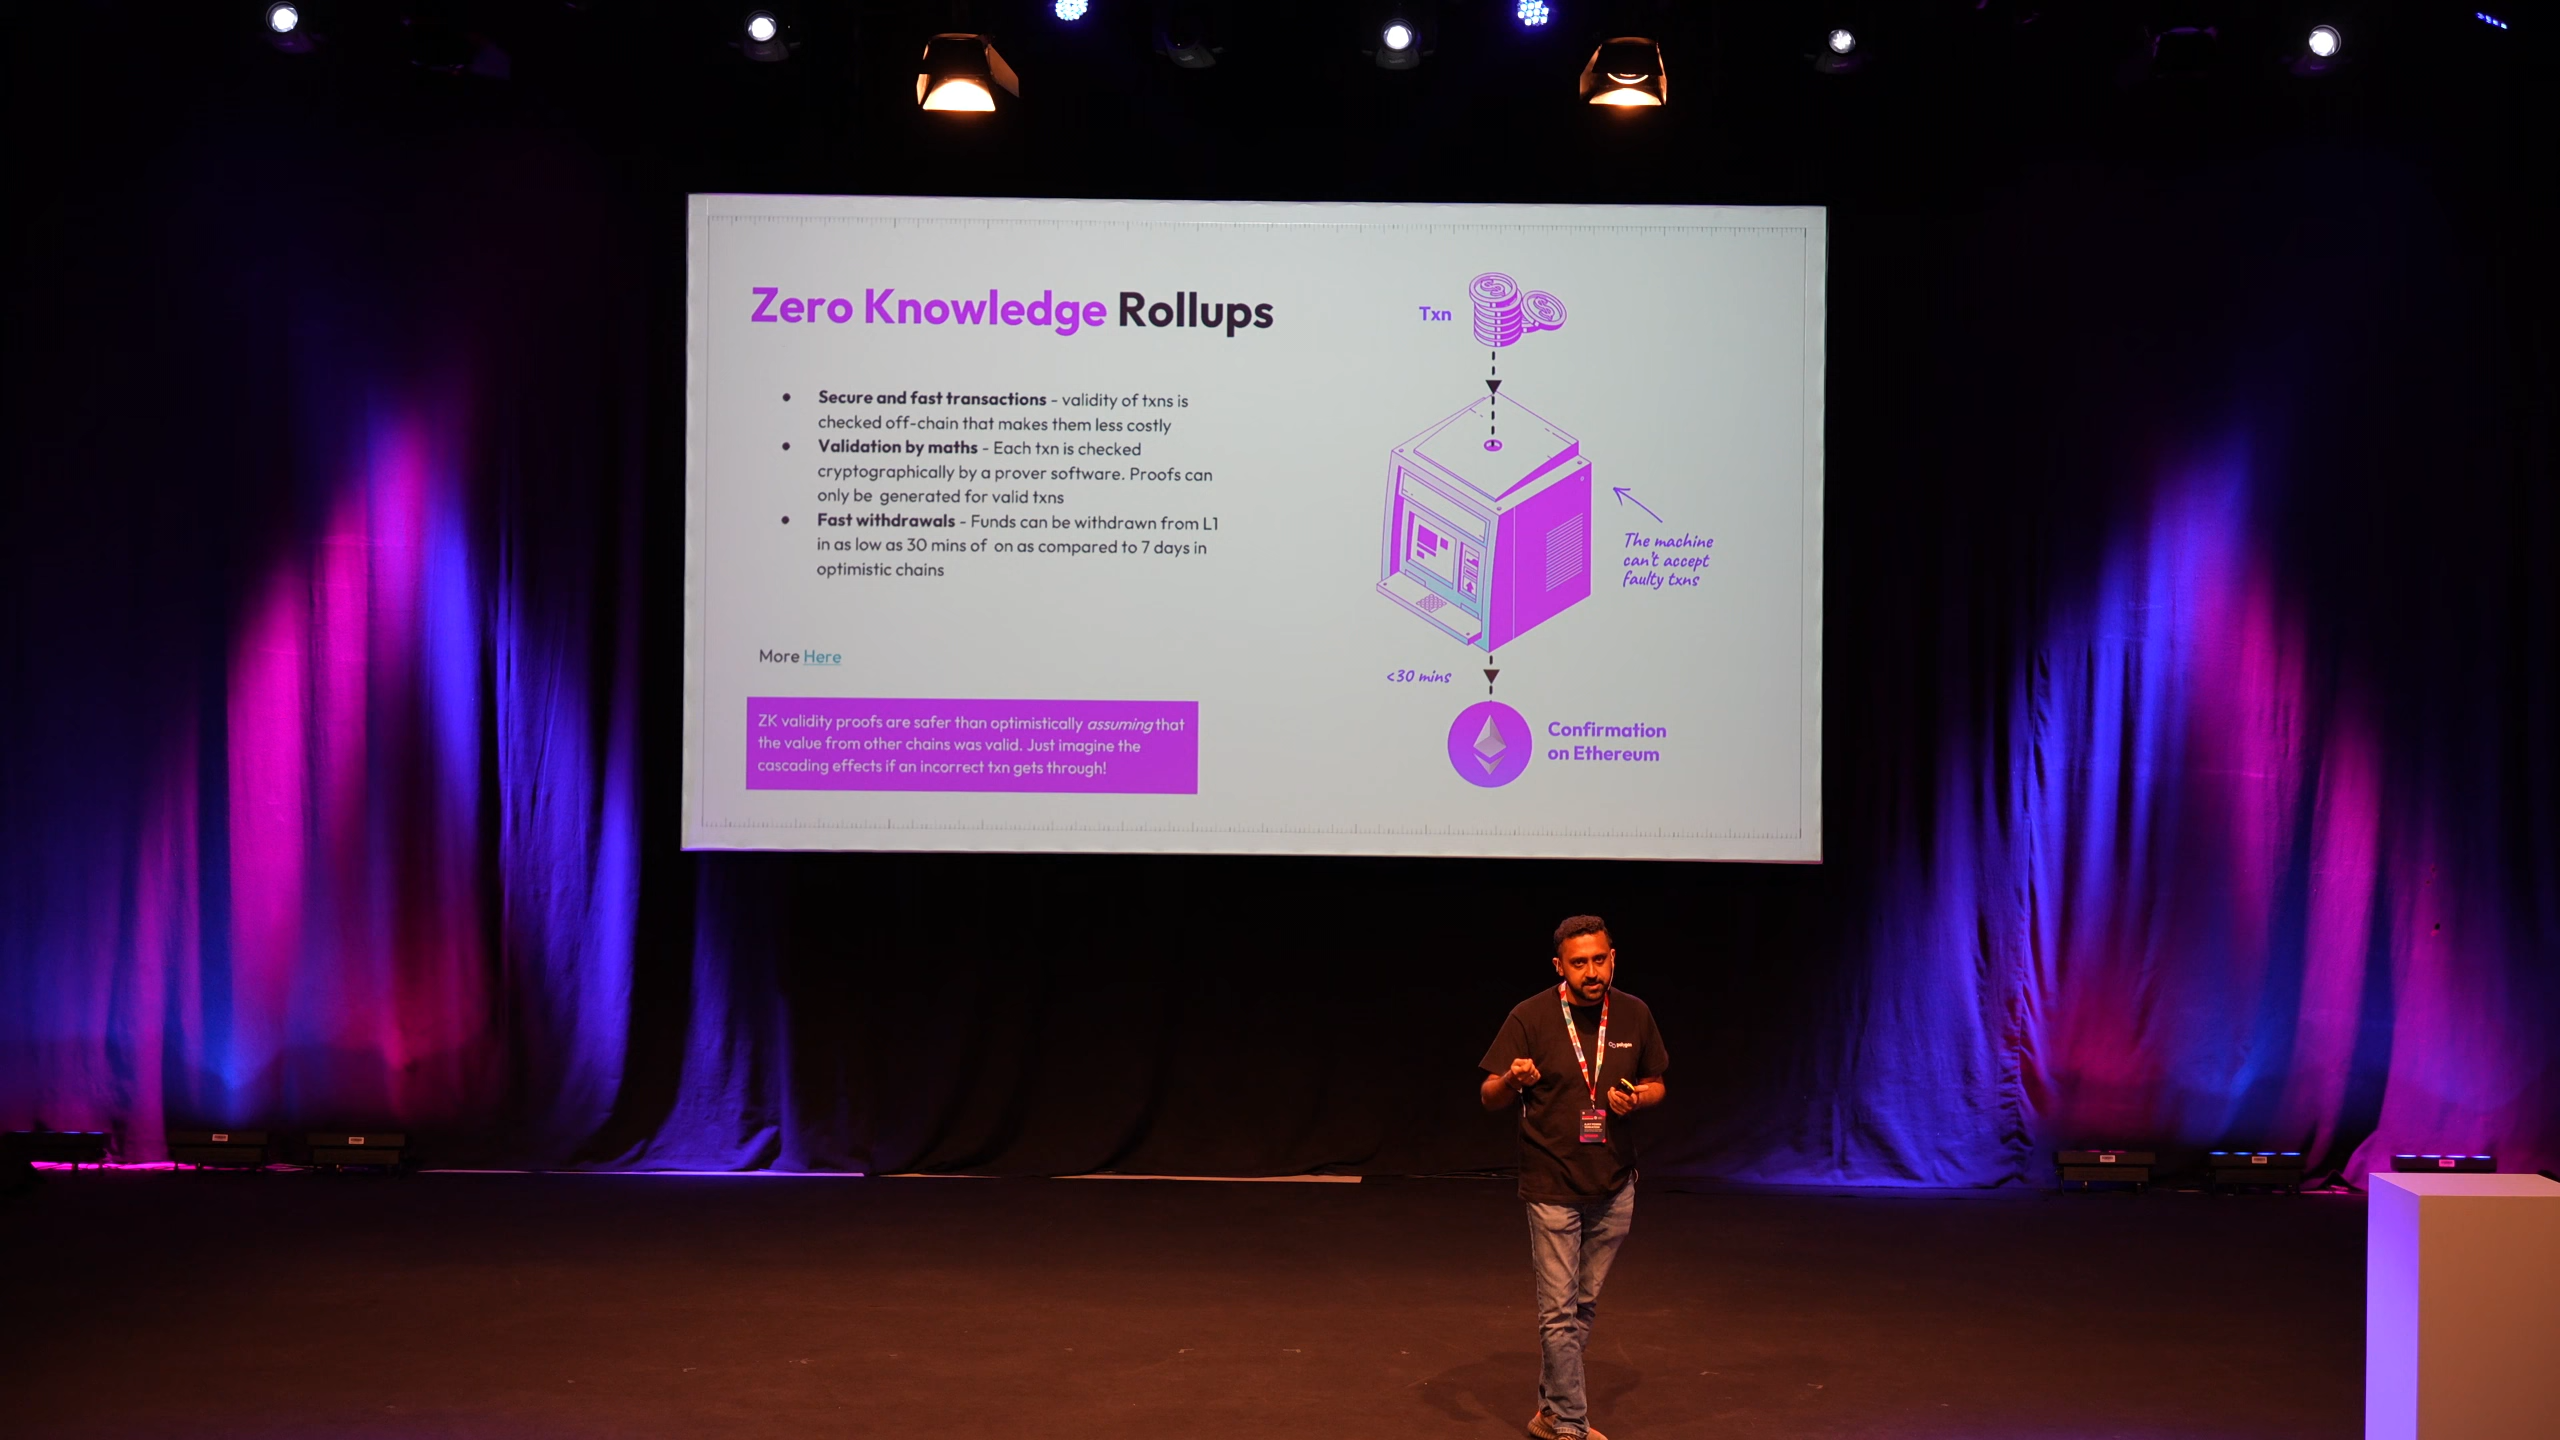 Zero Knowledge Rollups
Secure and fast transactions - validity of txns is
checked off-chain that makes them less costly
Validation by maths - Each txn is checked
cryptographically by a prover software. Proofs can
only be generated for valid txns
Fast withdrawals - Funds can be withdrawn from L1
in as low as 30 mins of on as compared to 7 days in
optimistic chains
More Here
ZK validity proofs are safer than optimistically assuming that
the value from other chains was valid. Just imagine the
cascading effects if an incorrect txn gets through!
Txn
The machine
can't accept
faulty txns
<30 mins
Confirmation
on Ethereum
polygon